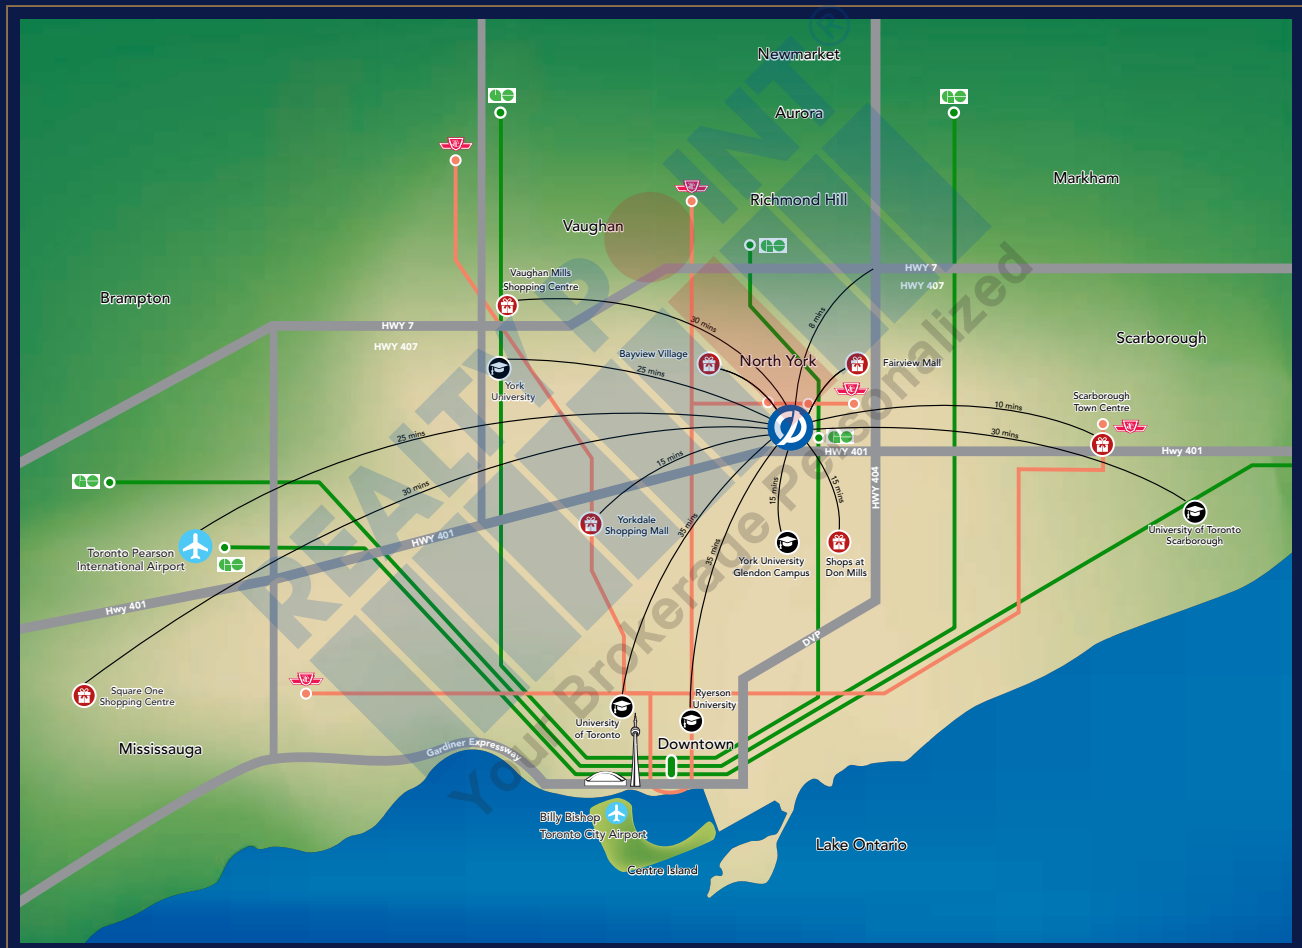 Newmarket
Aurora
Markham
Richmond Hill
Vaughan
Vaughan Mills
Shopping Centre
HWY 7
HWY 407
Brampton
HWY 7
HWY 407
30 mins
8 mins
Scarborough
Bayview Village
North York
Fairview Mall
25 mins
York
University
Scarborough
Town Centre
10 mins
25 mins
30 mins
HWY 401
Hwy 401
15 mins
30 mins
15 mins
15 mins
HWY 404
Yorkdale
Shopping Mall
35 mins
University of Toronto
Scarborough
HWY 401
Toronto Pearson
International Airport
35 mins
York University
Glendon Campus
Shops at
Don Mills
Hwy 401
DVP
Square One
Shopping Centre
Ryerson
University
University
of Toronto
Mississauga
Gardiner Expressway
Downtown
Billy Bishop
Toronto City Airport
Lake Ontario
Centre Island
REALTY POINT®
Your Brokerage Personalized